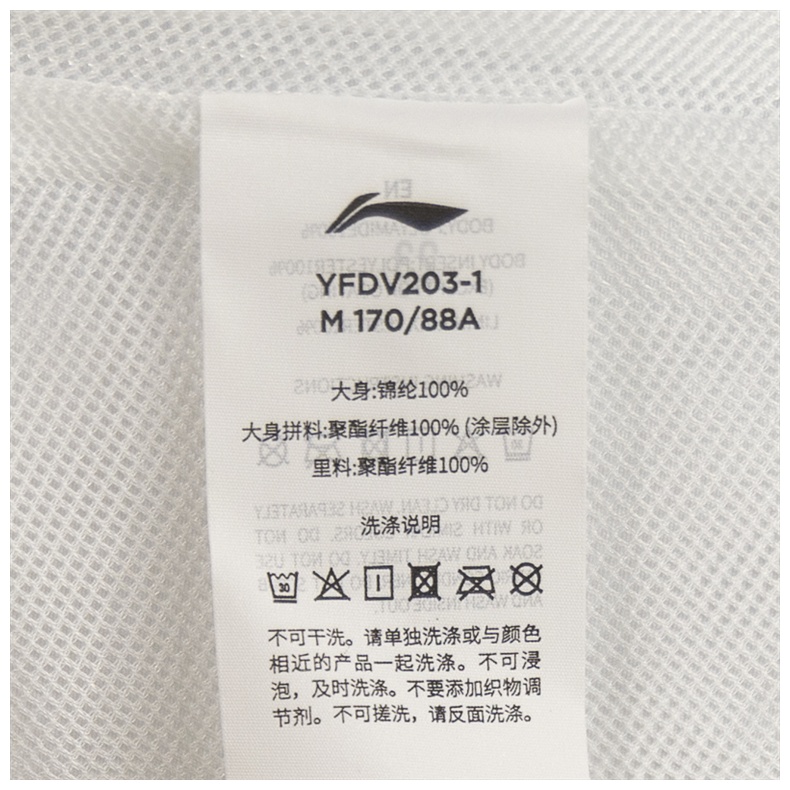 YFDV203-1
M 170/88A
大身:锦纶100%
大身拼料:聚酯纤维100% (涂层除外)
里料:聚酯纤维100%
洗涤说明
30
不可干洗。请单独洗涤或与颜色
相近的产品一起洗涤。不可浸
泡，及时洗涤。不要添加织物调
节剂。不可搓洗，请反面洗涤。